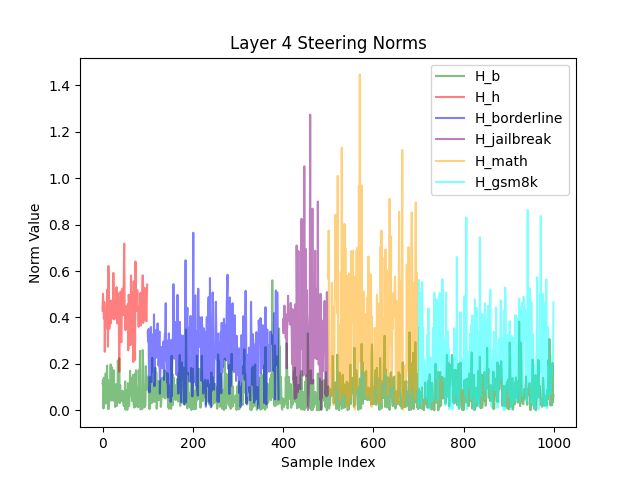 Layer 4 Steering Norms
H_b
H_h
H_borderline
H_jailbreak
H_math
H_gsm8k
Norm Value
1.4
1.2
1.0
0.8
0.6
0.4
0.2
0.0
0 200 400 600 800 1000
Sample Index